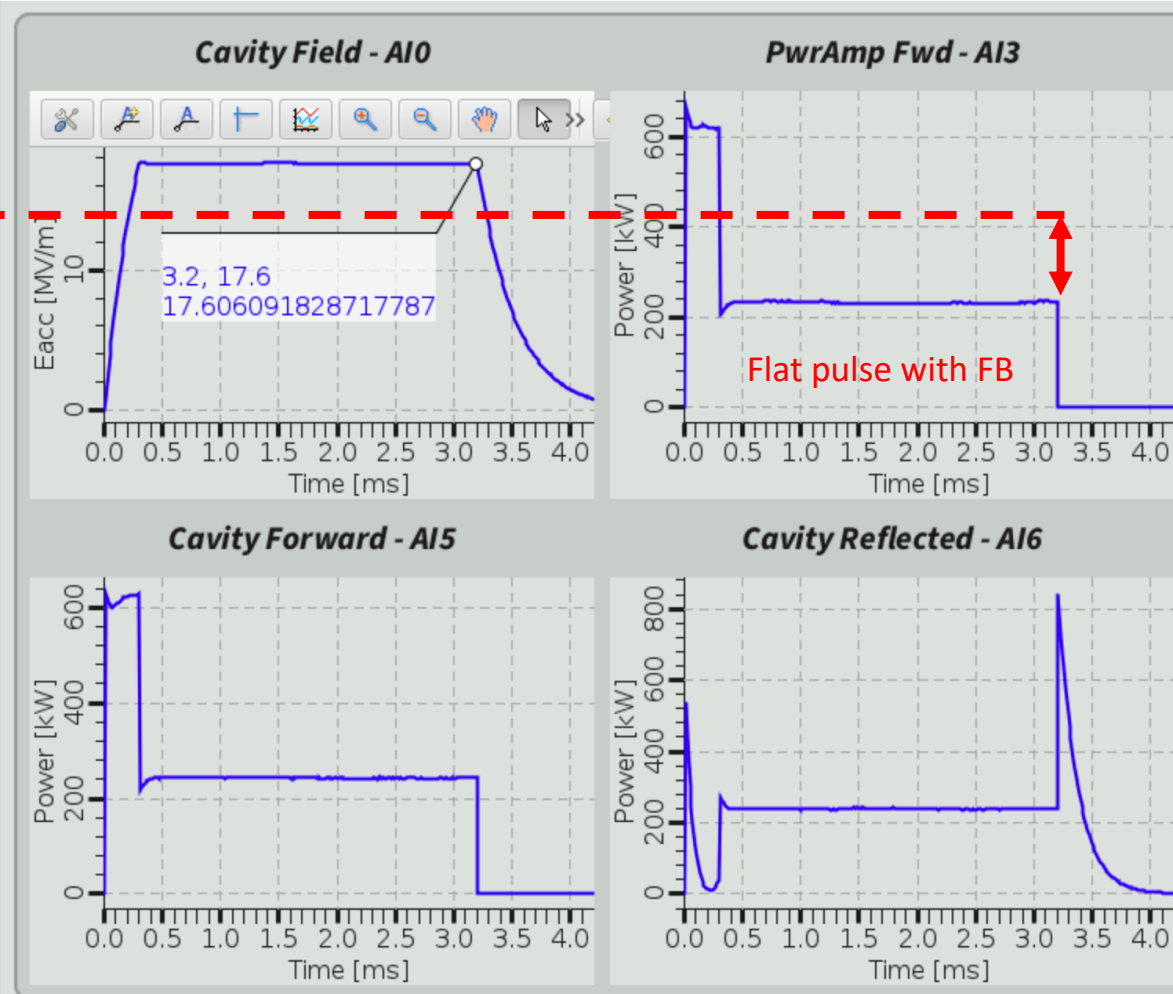 Cavity Field - AI0
Eacc [MV/m]
10
0
3.2, 17.6
17.606091828717787
0.0 0.5 1.0 1.5 2.0 2.5 3.0 3.5 4.0
Time [ms]
PwrAmp Fwd - AI3
Power [kW]
600
400
200
0
Flat pulse with FB
0.0 0.5 1.0 1.5 2.0 2.5 3.0 3.5 4.0
Time [ms]
Cavity Forward - AI5
Power [kW]
600
400
200
0
0.0 0.5 1.0 1.5 2.0 2.5 3.0 3.5 4.0
Time [ms]
Cavity Reflected - AI6
Power [kW]
800
600
400
200
0
0.0 0.5 1.0 1.5 2.0 2.5 3.0 3.5 4.0
Time [ms]